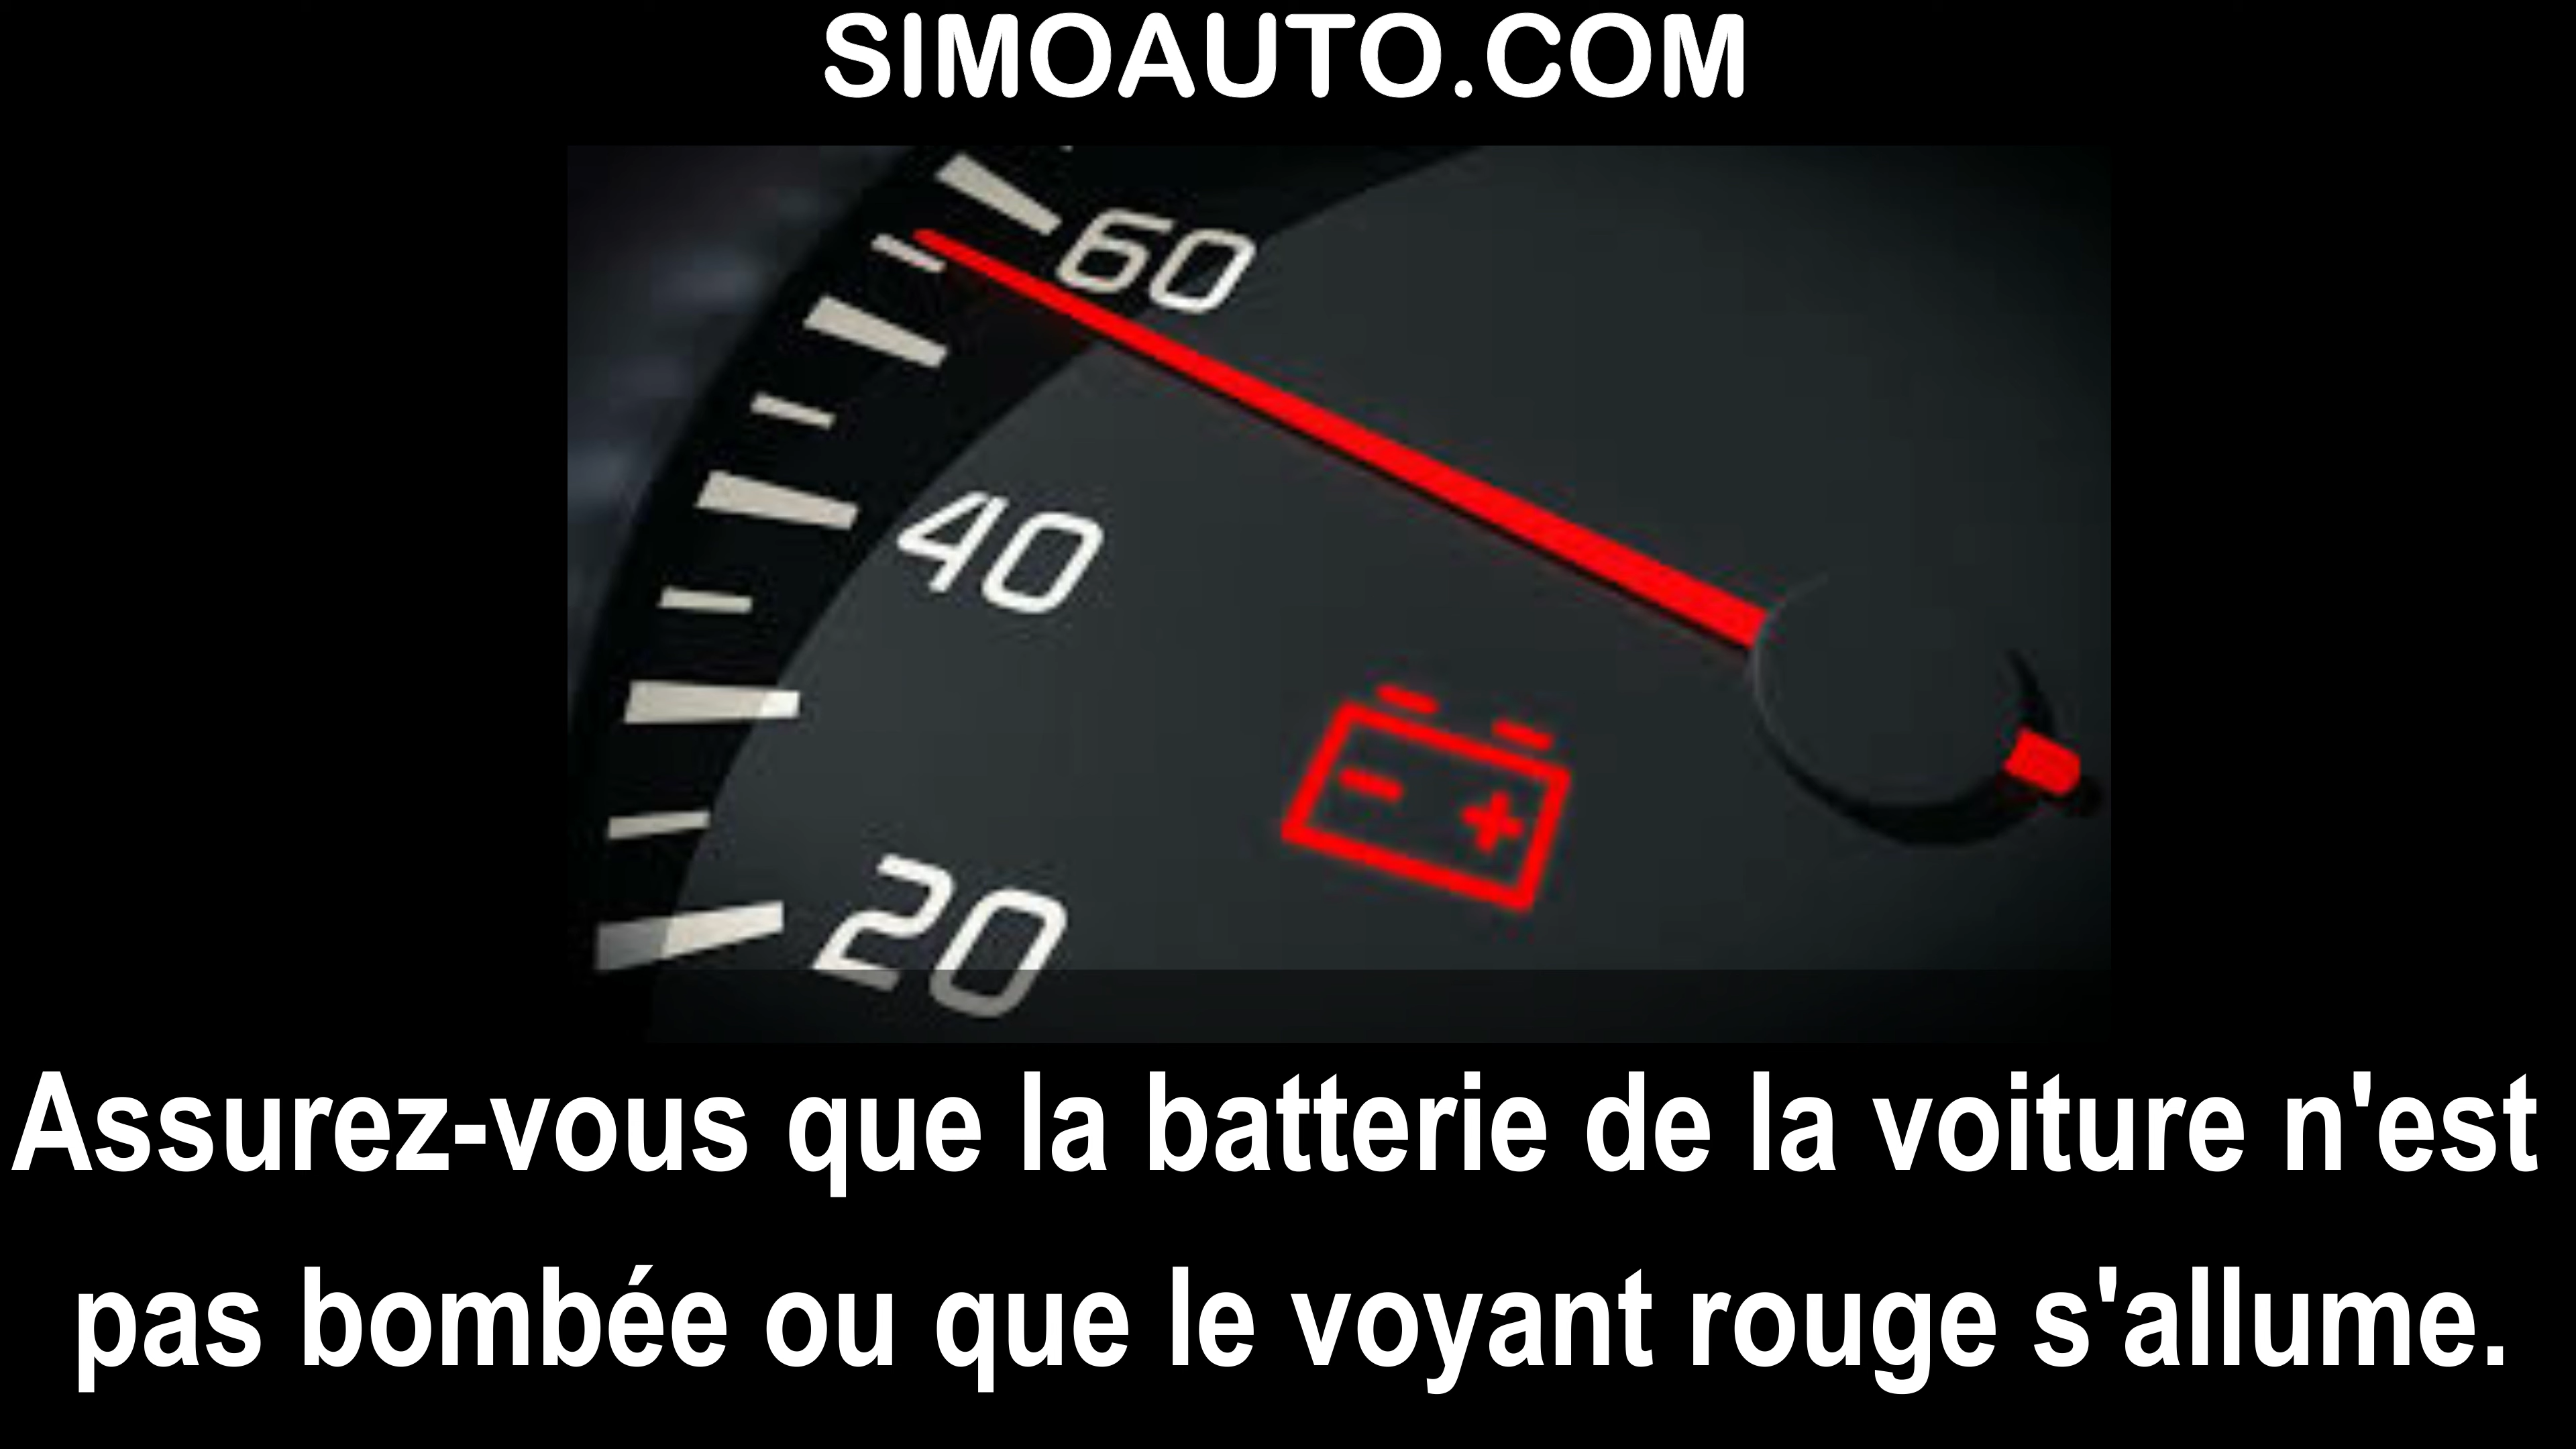 SIMOAUTO.COM
60
40
20
- +
Assurez-vous que la batterie de la voiture n'est
pas bombée ou que le voyant rouge s'allume.